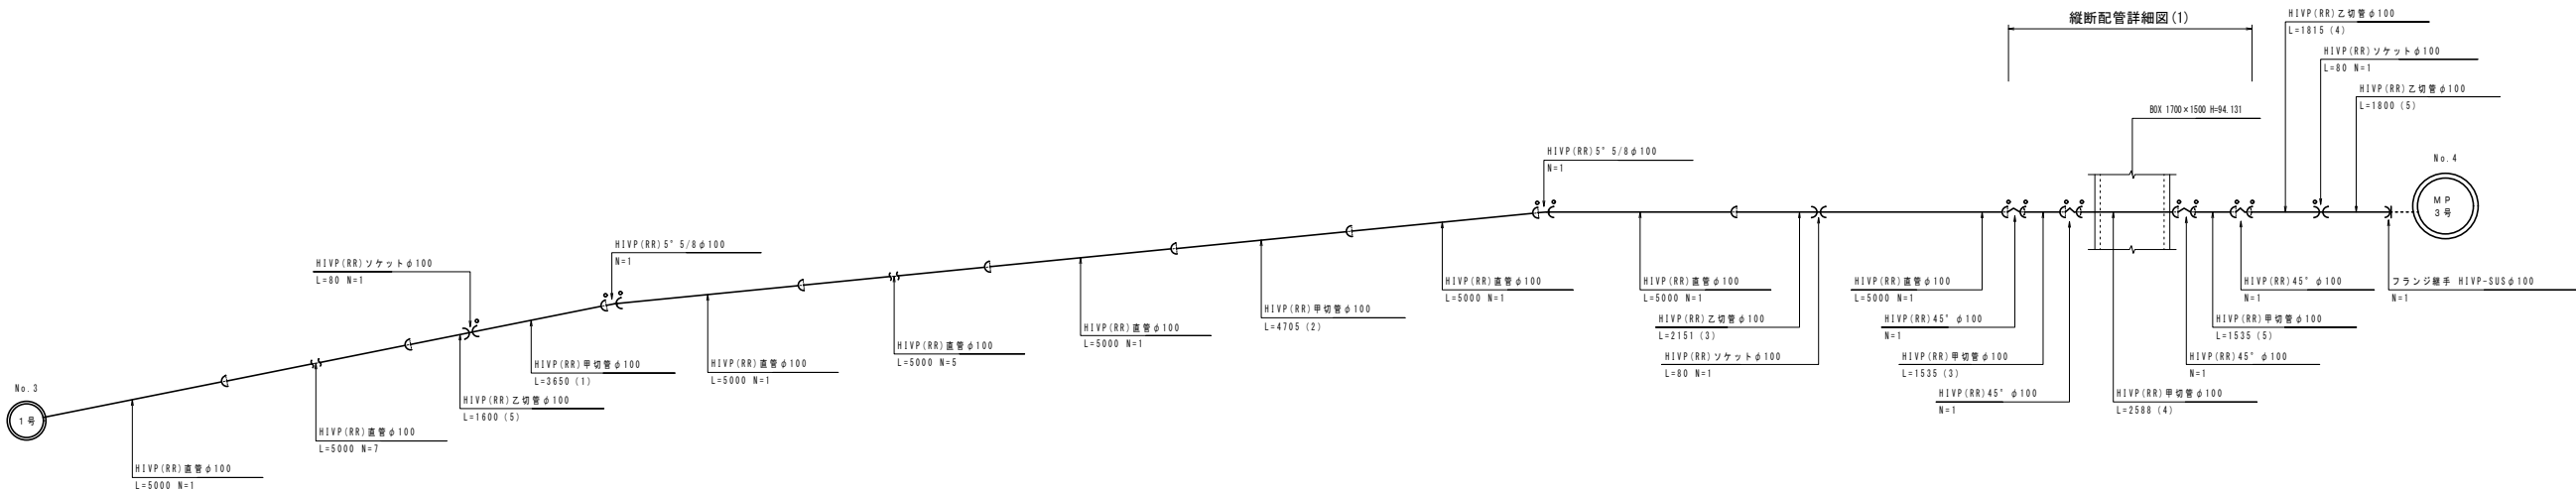 縦断配管詳細図(1)
HIVP(RR)乙切管φ100
L=1815 (4)
HIVP(RR)ソケットφ100
L=80 N=1
HIVP(RR)乙切管φ100
L=1800 (5)
BOX 1700×1500 H=94.131
No.4
MP
3号
HIVP(RR)5° 5/8φ100
N=1
HIVP(RR)5° 5/8φ100
N=1
HIVP(RR)ソケットφ100
L=80 N=1
No.3
1号
HIVP(RR)直管φ100
L=5000 N=1
HIVP(RR)直管φ100
L=5000 N=7
HIVP(RR)乙切管φ100
L=1600 (5)
HIVP(RR)甲切管φ100
L=3650 (1)
HIVP(RR)直管φ100
L=5000 N=1
HIVP(RR)直管φ100
L=5000 N=5
HIVP(RR)直管φ100
L=5000 N=1
HIVP(RR)甲切管φ100
L=4705 (2)
HIVP(RR)直管φ100
L=5000 N=1
HIVP(RR)直管φ100
L=5000 N=1
HIVP(RR)乙切管φ100
L=2151 (3)
HIVP(RR)ソケットφ100
L=80 N=1
HIVP(RR)直管φ100
L=5000 N=1
HIVP(RR)45° φ100
N=1
HIVP(RR)甲切管φ100
L=1535 (3)
HIVP(RR)45° φ100
N=1
HIVP(RR)甲切管φ100
L=2588 (4)
HIVP(RR)45° φ100
N=1
HIVP(RR)甲切管φ100
L=1535 (5)
HIVP(RR)45° φ100
N=1
フランジ継手 HIVP-SUSφ100
N=1